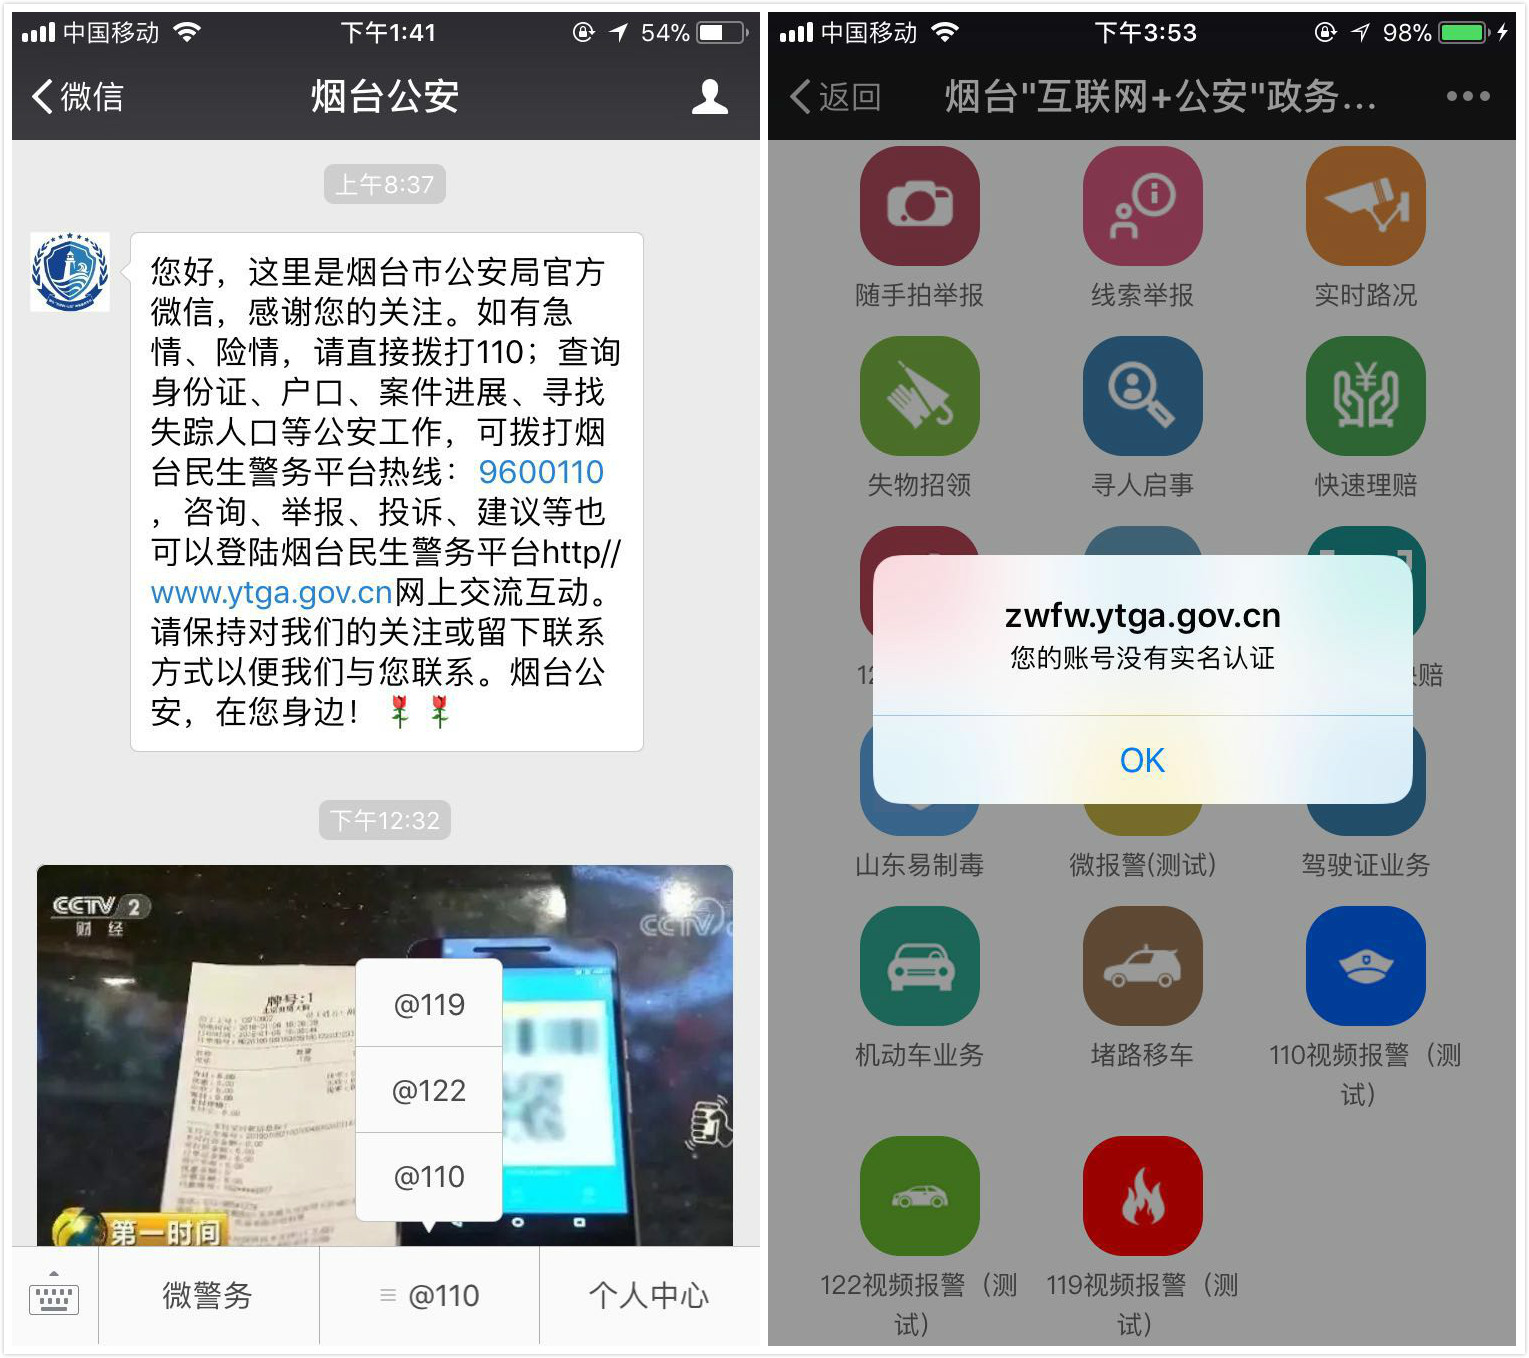 中国移动
下午1:41
54%
微信
烟台公安
上午8:37
您好，这里是烟台市公安局官方
微信，感谢您的关注。如有急
情、险情，请直接拨打110；查询
身份证、户口、案件进展、寻找
失踪人口等公安工作，可拨打烟
台民生警务平台热线：9600110
，咨询、举报、投诉、建议等也
可以登陆烟台民生警务平台http//
www.ytga.gov.cn网上交流互动。
请保持对我们的关注或留下联系
方式以便我们与您联系。烟台公
安，在您身边！
下午12:32
CCTV 2
财 经
CCTV
牌号:1
@119
@122
@110
第一时间
微警务
@110
个人中心
中国移动
下午3:53
98%
返回
烟台"互联网+公安"政务...
随手拍举报
线索举报
实时路况
失物招领
寻人启事
快速理赔
zwfw.ytga.gov.cn
您的账号没有实名认证
OK
12
赔
山东易制毒
微报警(测试)
驾驶证业务
机动车业务
堵路移车
110视频报警（测
试）
122视频报警（测
试）
119视频报警（测
试）